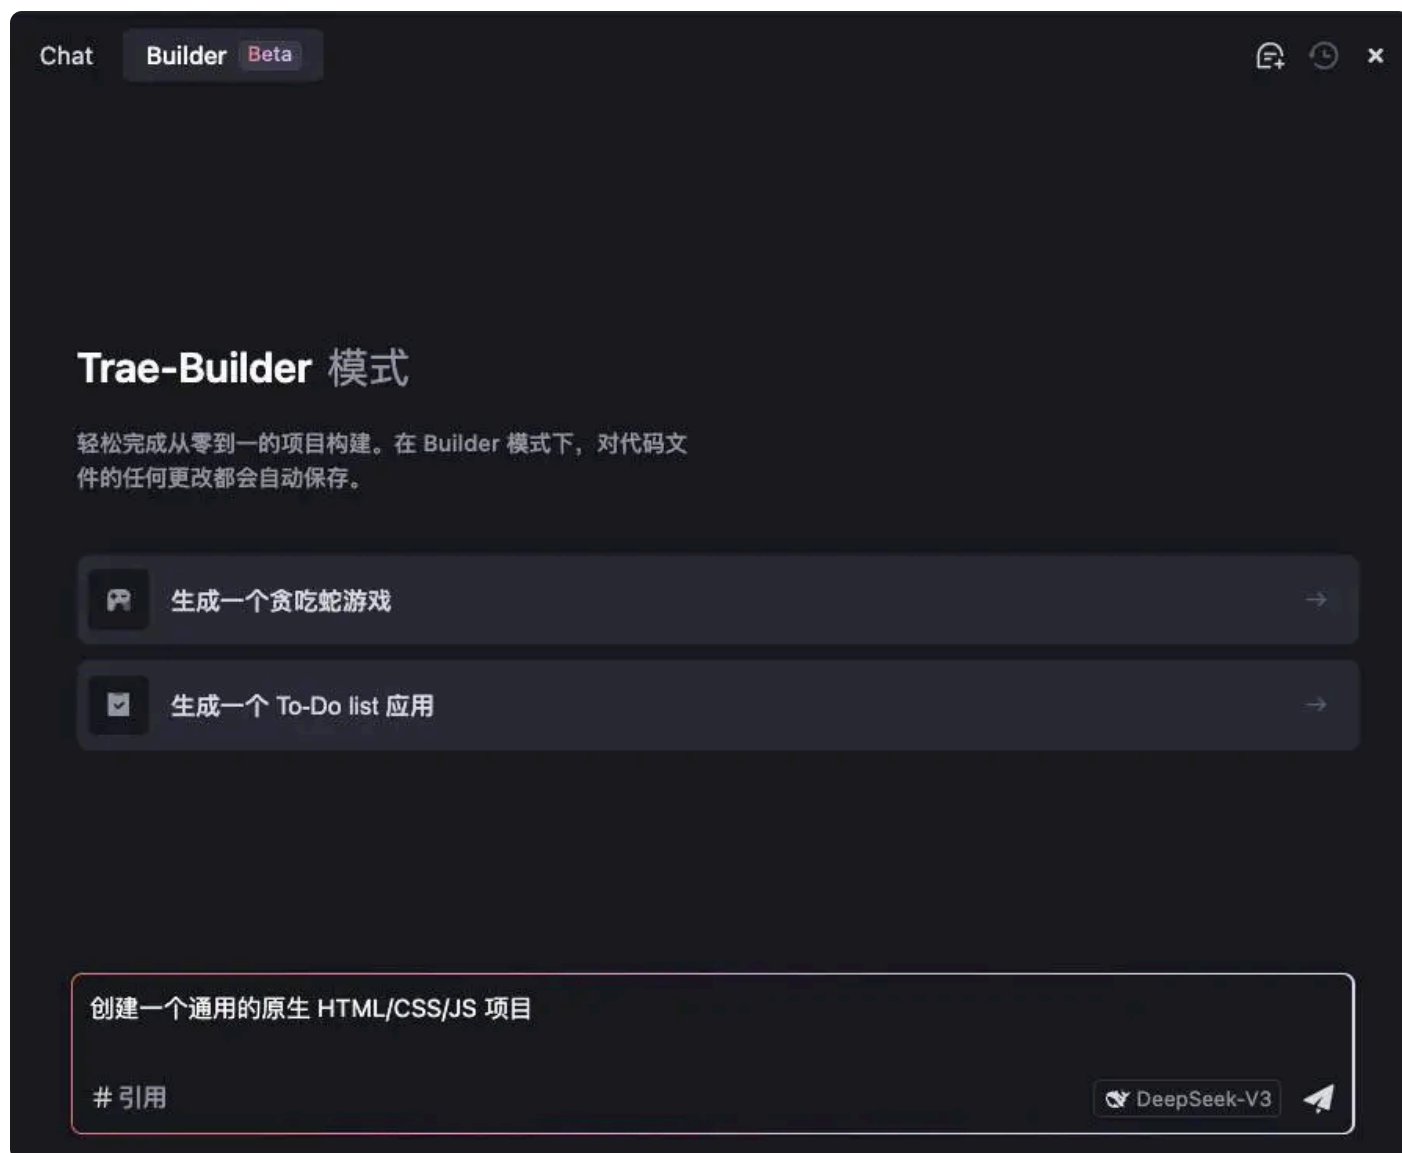 Chat
Builder Beta
Trae-Builder 模式
轻松完成从零到一的项目构建。在 Builder 模式下，对代码文
件的任何更改都会自动保存。
生成一个贪吃蛇游戏
生成一个 To-Do list 应用
创建一个通用的原生 HTML/CSS/JS 项目
# 引用
DeepSeek-V3